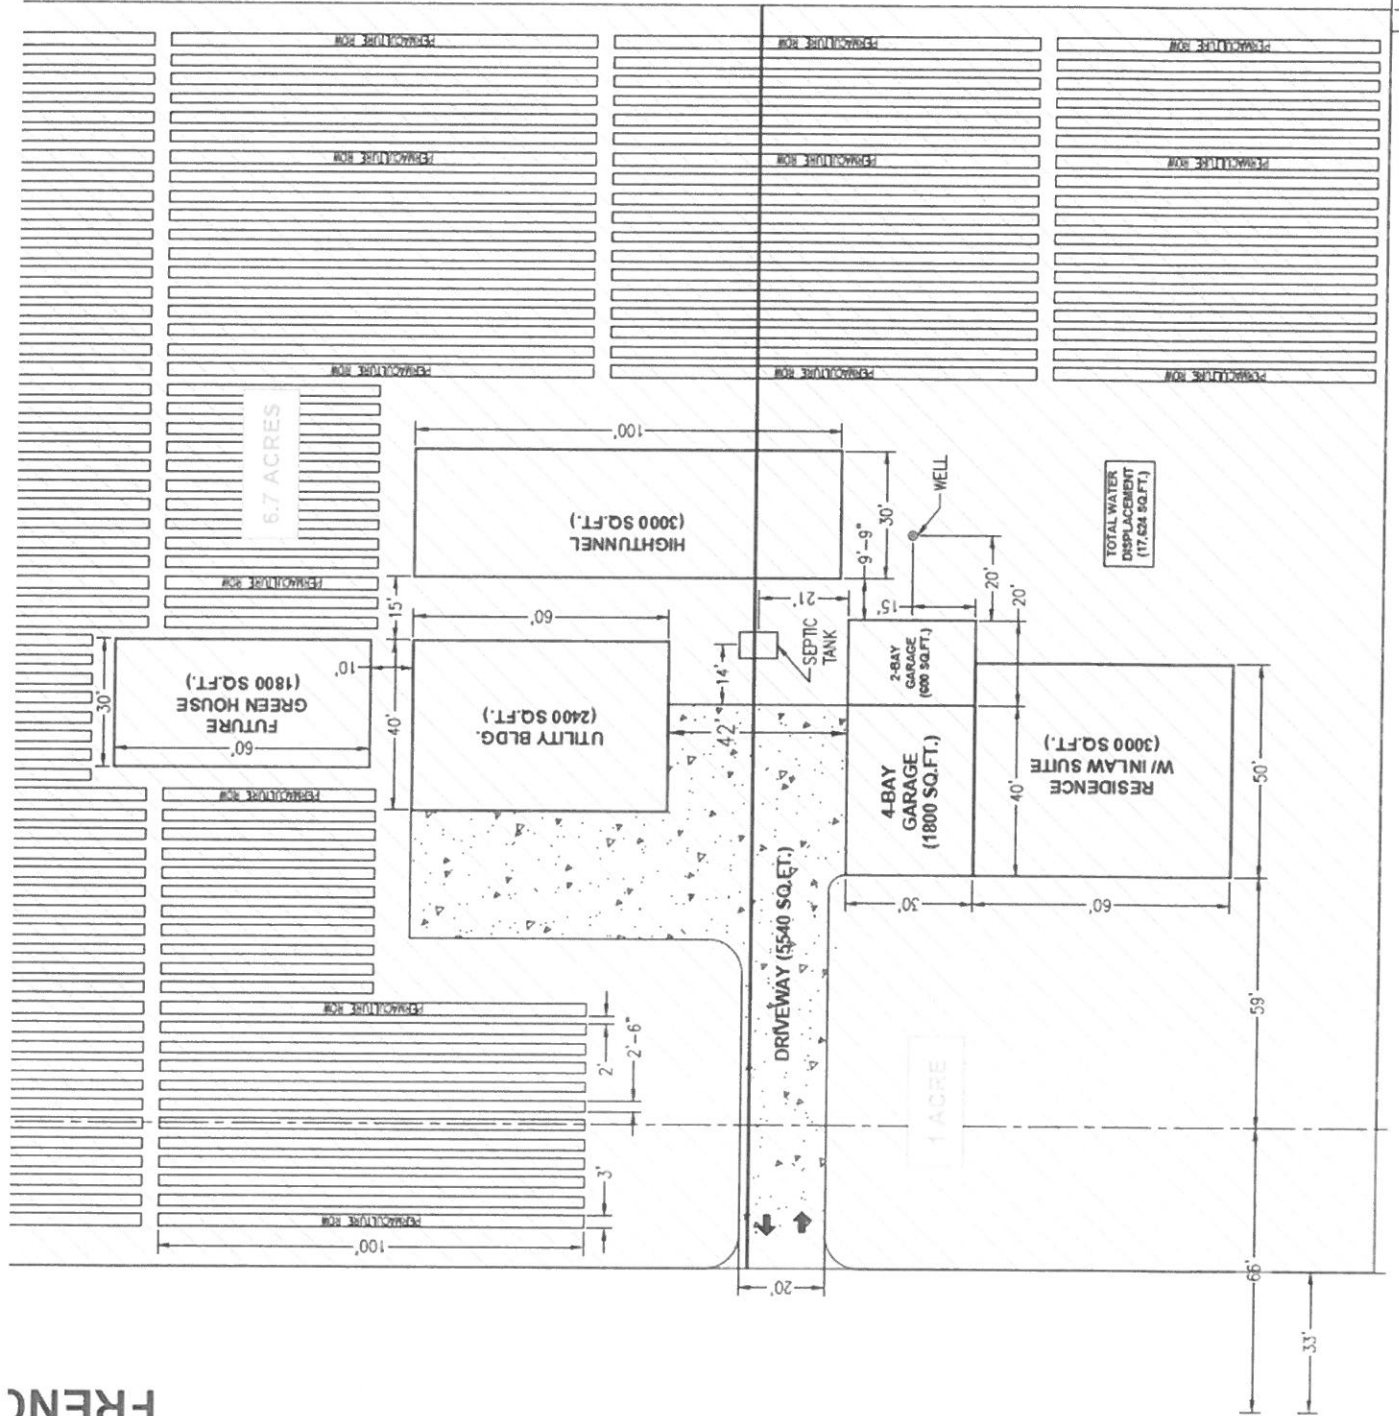 PERMACULTURE ROW
PERMACULTURE ROW
PERMACULTURE ROW
PERMACULTURE ROW
PERMACULTURE ROW
PERMACULTURE ROW
PERMACULTURE ROW
PERMACULTURE ROW
PERMACULTURE ROW
6.7 ACRES
100'
HIGHTUNNEL
(3000 SQ.FT.)
30'
9'-9"
WELL
TOTAL WATER
DISPLACEMENT
(17,624 SQ.FT.)
PERMACULTURE ROW
15'
60'
21'
15'
20'
20'
SEPTIC
TANK
14'
2-BAY
GARAGE
(600 SQ.FT.)
10'
30'
FUTURE
GREEN HOUSE
(1800 SQ.FT.)
60'
40'
UTILITY BLDG.
(2400 SQ.FT.)
42'
4-BAY
GARAGE
(1800 SQ.FT.)
40'
RESIDENCE
W/ INLAW SUITE
(3000 SQ.FT.)
50'
PERMACULTURE ROW
30'
60'
DRIVEWAY (5540 SQ.FT.)
PERMACULTURE ROW
2'
2'-6"
59'
1 ACRE
3'
PERMACULTURE ROW
100'
20'
66'
33'
FRENC